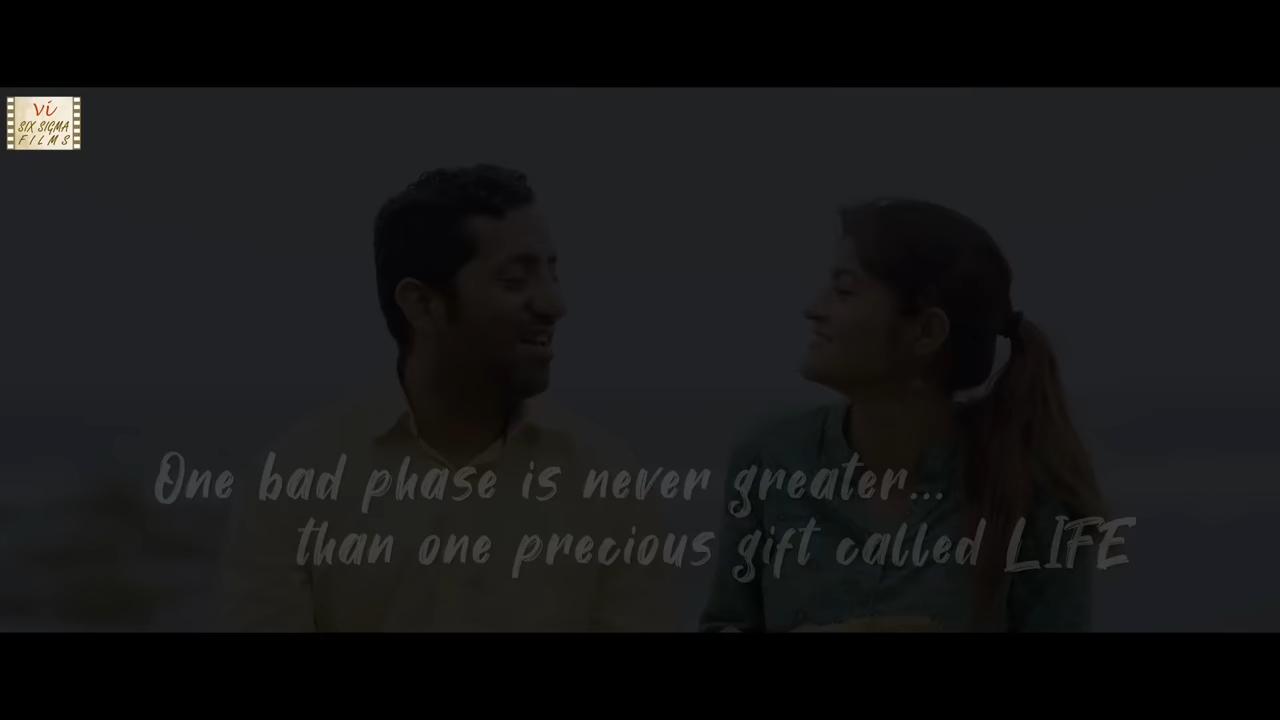 vi
SIX SIGMA
FILMS
One bad phase is never greater...
than one precious gift called LIFE